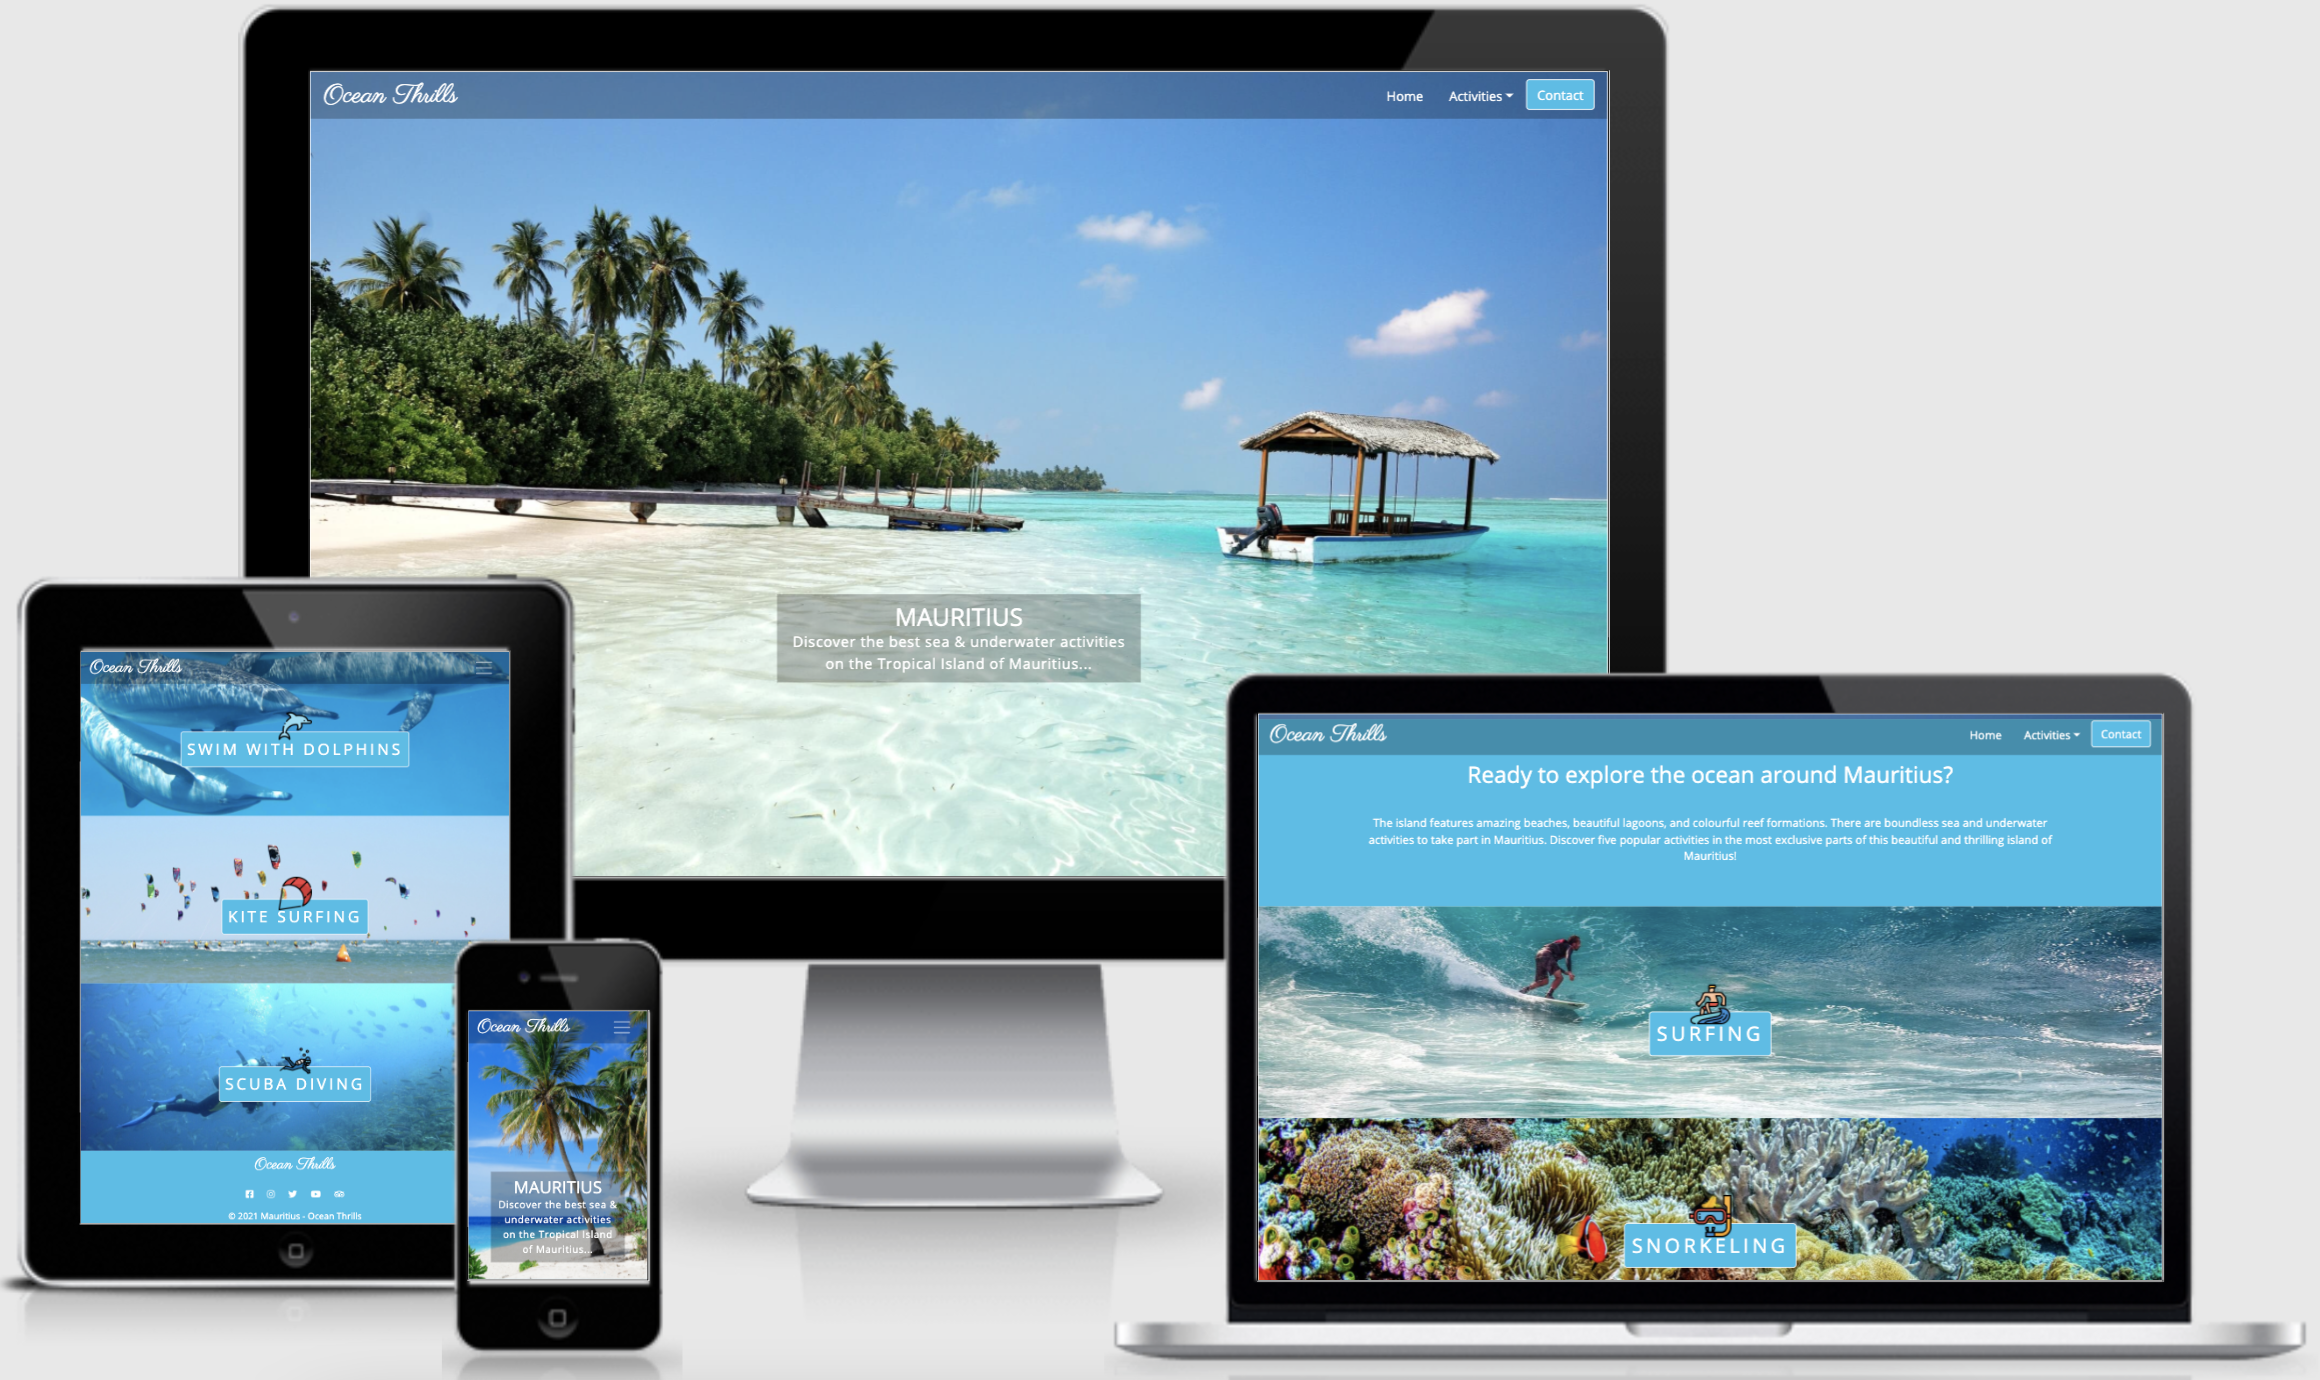 Ocean Thrills
Home
Activities
Contact
MAURITIUS
Discover the best sea & underwater activities
on the Tropical Island of Mauritius...
Ocean Thrills
SWIM WITH DOLPHINS
KITE SURFING
SCUBA DIVING
Ocean Thrills
© 2021 Mauritius - Ocean Thrills
Ocean Thrills
MAURITIUS
Discover the best sea &
underwater activities
on the Tropical Island
of Mauritius...
Ocean Thrills
Home
Activities
Contact
Ready to explore the ocean around Mauritius?
The island features amazing beaches, beautiful lagoons, and colourful reef formations. There are boundless sea and underwater
activities to take part in Mauritius. Discover five popular activities in the most exclusive parts of this beautiful and thrilling island of
Mauritius!
SURFING
SNORKELING